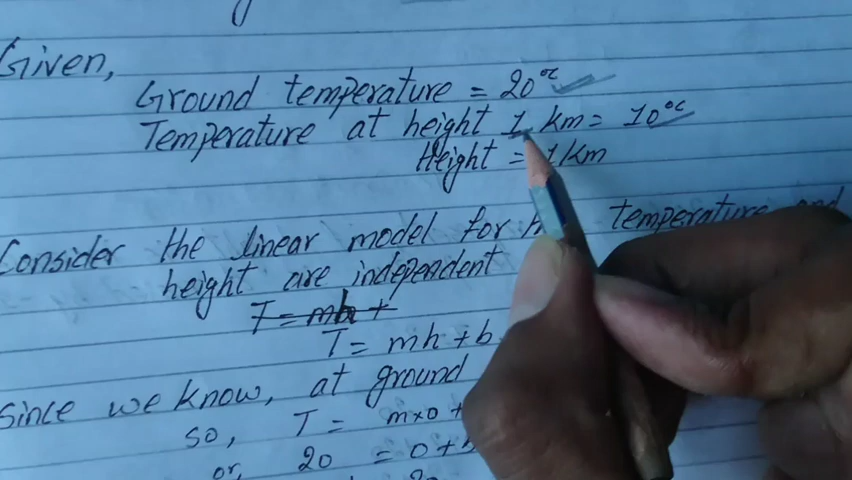 Given,
Ground temperature = 20°c
Temperature at height 1 km = 10°c
Height = 1 km
Consider the linear model for temperature and
height are independent
T = mh +
T = mh + b
Since we know, at ground
so, T = m×0 +
or, 20 = 0 + b